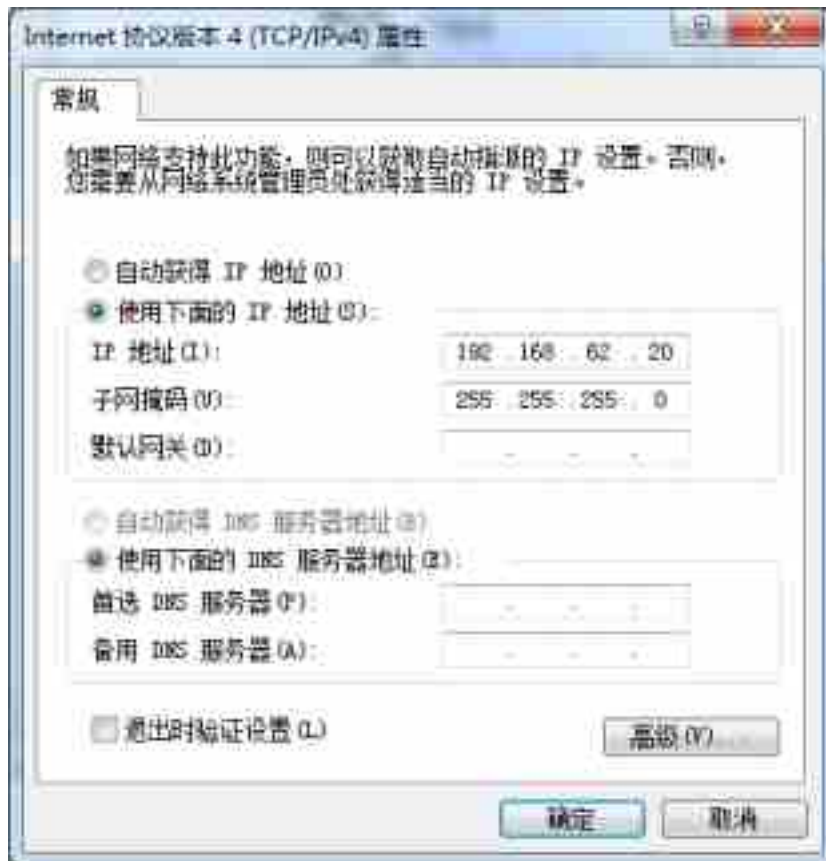 Internet 协议版本 4 (TCP/IPv4) 属性
常规
如果网络支持此功能，则可以获取自动指派的 IP 设置。否则，
您需要从网络系统管理员处获得适当的 IP 设置。
自动获得 IP 地址(O)
使用下面的 IP 地址(S):
IP 地址(I): 192 . 168 . 62 . 20
子网掩码(U): 255 . 255 . 255 . 0
默认网关(D): . . .
自动获得 DNS 服务器地址(B)
使用下面的 DNS 服务器地址(E):
首选 DNS 服务器(P): . . .
备用 DNS 服务器(A): . . .
退出时验证设置(L)
高级(V)...
确定 取消